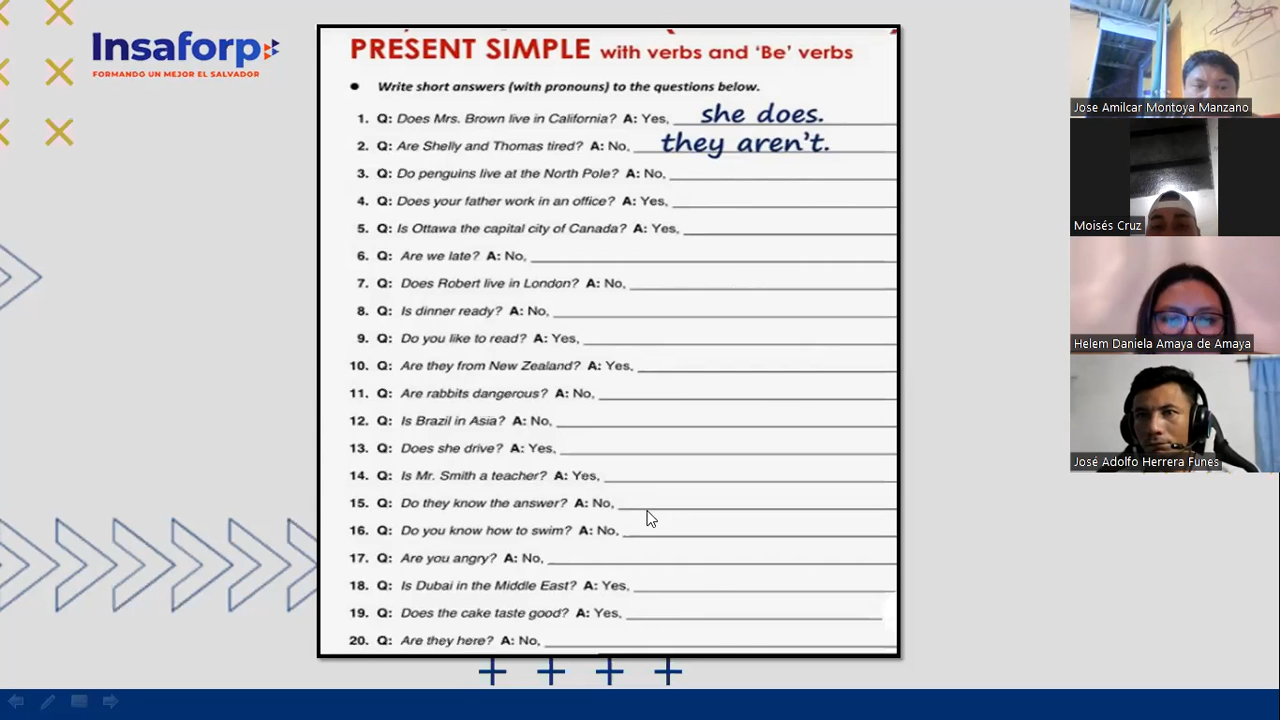 Insaforp
FORMANDO UN MEJOR EL SALVADOR
PRESENT SIMPLE with verbs and ‘Be’ verbs
● Write short answers (with pronouns) to the questions below.
1. Q: Does Mrs. Brown live in California? A: Yes, she does.
2. Q: Are Shelly and Thomas tired? A: No, they aren't.
3. Q: Do penguins live at the North Pole? A: No,
4. Q: Does your father work in an office? A: Yes,
5. Q: Is Ottawa the capital city of Canada? A: Yes,
6. Q: Are we late? A: No,
7. Q: Does Robert live in London? A: No,
8. Q: Is dinner ready? A: No,
9. Q: Do you like to read? A: Yes,
10. Q: Are they from New Zealand? A: Yes,
11. Q: Are rabbits dangerous? A: No,
12. Q: Is Brazil in Asia? A: No,
13. Q: Does she drive? A: Yes,
14. Q: Is Mr. Smith a teacher? A: Yes,
15. Q: Do they know the answer? A: No,
16. Q: Do you know how to swim? A: No,
17. Q: Are you angry? A: No,
18. Q: Is Dubai in the Middle East? A: Yes,
19. Q: Does the cake taste good? A: Yes,
20. Q: Are they here? A: No,
Jose Amilcar Montoya Manzano
Moisés Cruz
Helem Daniela Amaya de Amaya
José Adolfo Herrera Funes